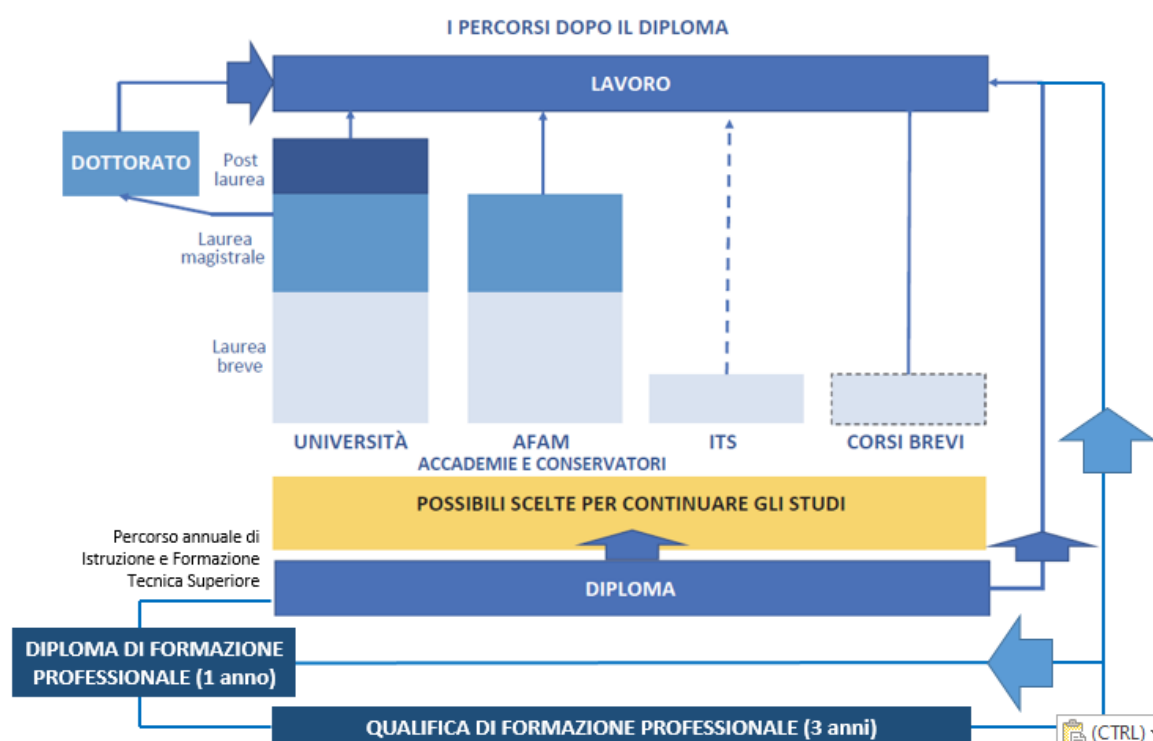 I PERCORSI DOPO IL DIPLOMA
LAVORO
DOTTORATO
Post
laurea
Laurea
magistrale
Laurea
breve
UNIVERSITÀ
AFAM
ITS
CORSI BREVI
ACCADEMIE E CONSERVATORI
POSSIBILI SCELTE PER CONTINUARE GLI STUDI
Percorso annuale di
Istruzione e Formazione
Tecnica Superiore
DIPLOMA
DIPLOMA DI FORMAZIONE
PROFESSIONALE (1 anno)
QUALIFICA DI FORMAZIONE PROFESSIONALE (3 anni)
(CTRL)